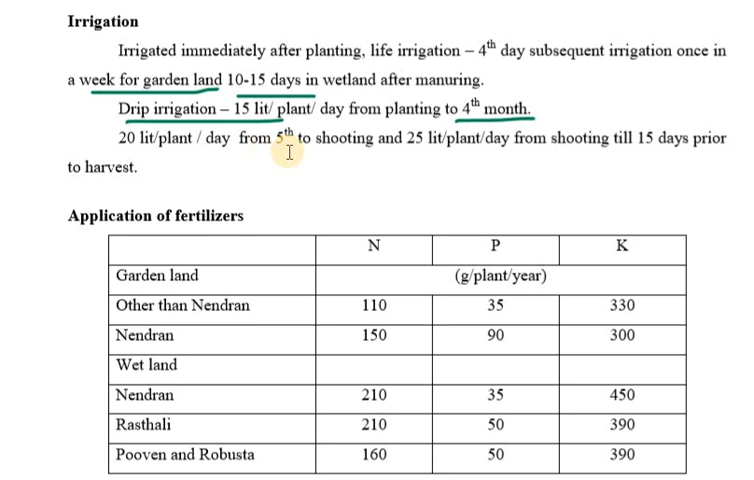 Irrigation
Irrigated immediately after planting, life irrigation – 4th day subsequent irrigation once in
a week for garden land 10-15 days in wetland after manuring.
Drip irrigation – 15 lit/ plant/ day from planting to 4th month.
20 lit/plant / day from 5th to shooting and 25 lit/plant/day from shooting till 15 days prior
to harvest.
Application of fertilizers
N P K
Garden land (g/plant/year)
Other than Nendran 110 35 330
Nendran 150 90 300
Wet land
Nendran 210 35 450
Rasthali 210 50 390
Pooven and Robusta 160 50 390